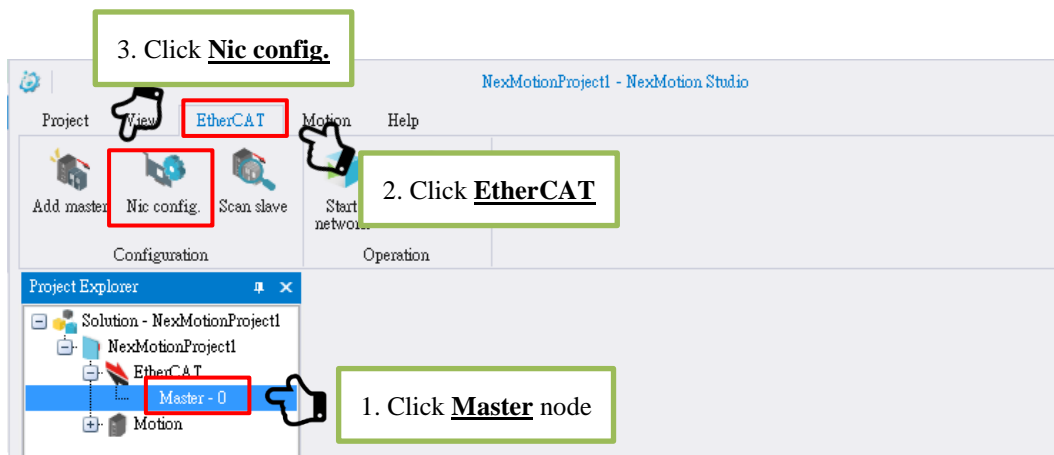 3. Click Nic config.
NexMotionProject1 - NexMotion Studio
Project View EtherCAT Motion Help
2. Click EtherCAT
Add master Nic config. Scan slave Start
Configuration Operation
Project Explorer
Solution - NexMotionProject1
NexMotionProject1
EtherCAT
Master - 0
1. Click Master node
Motion